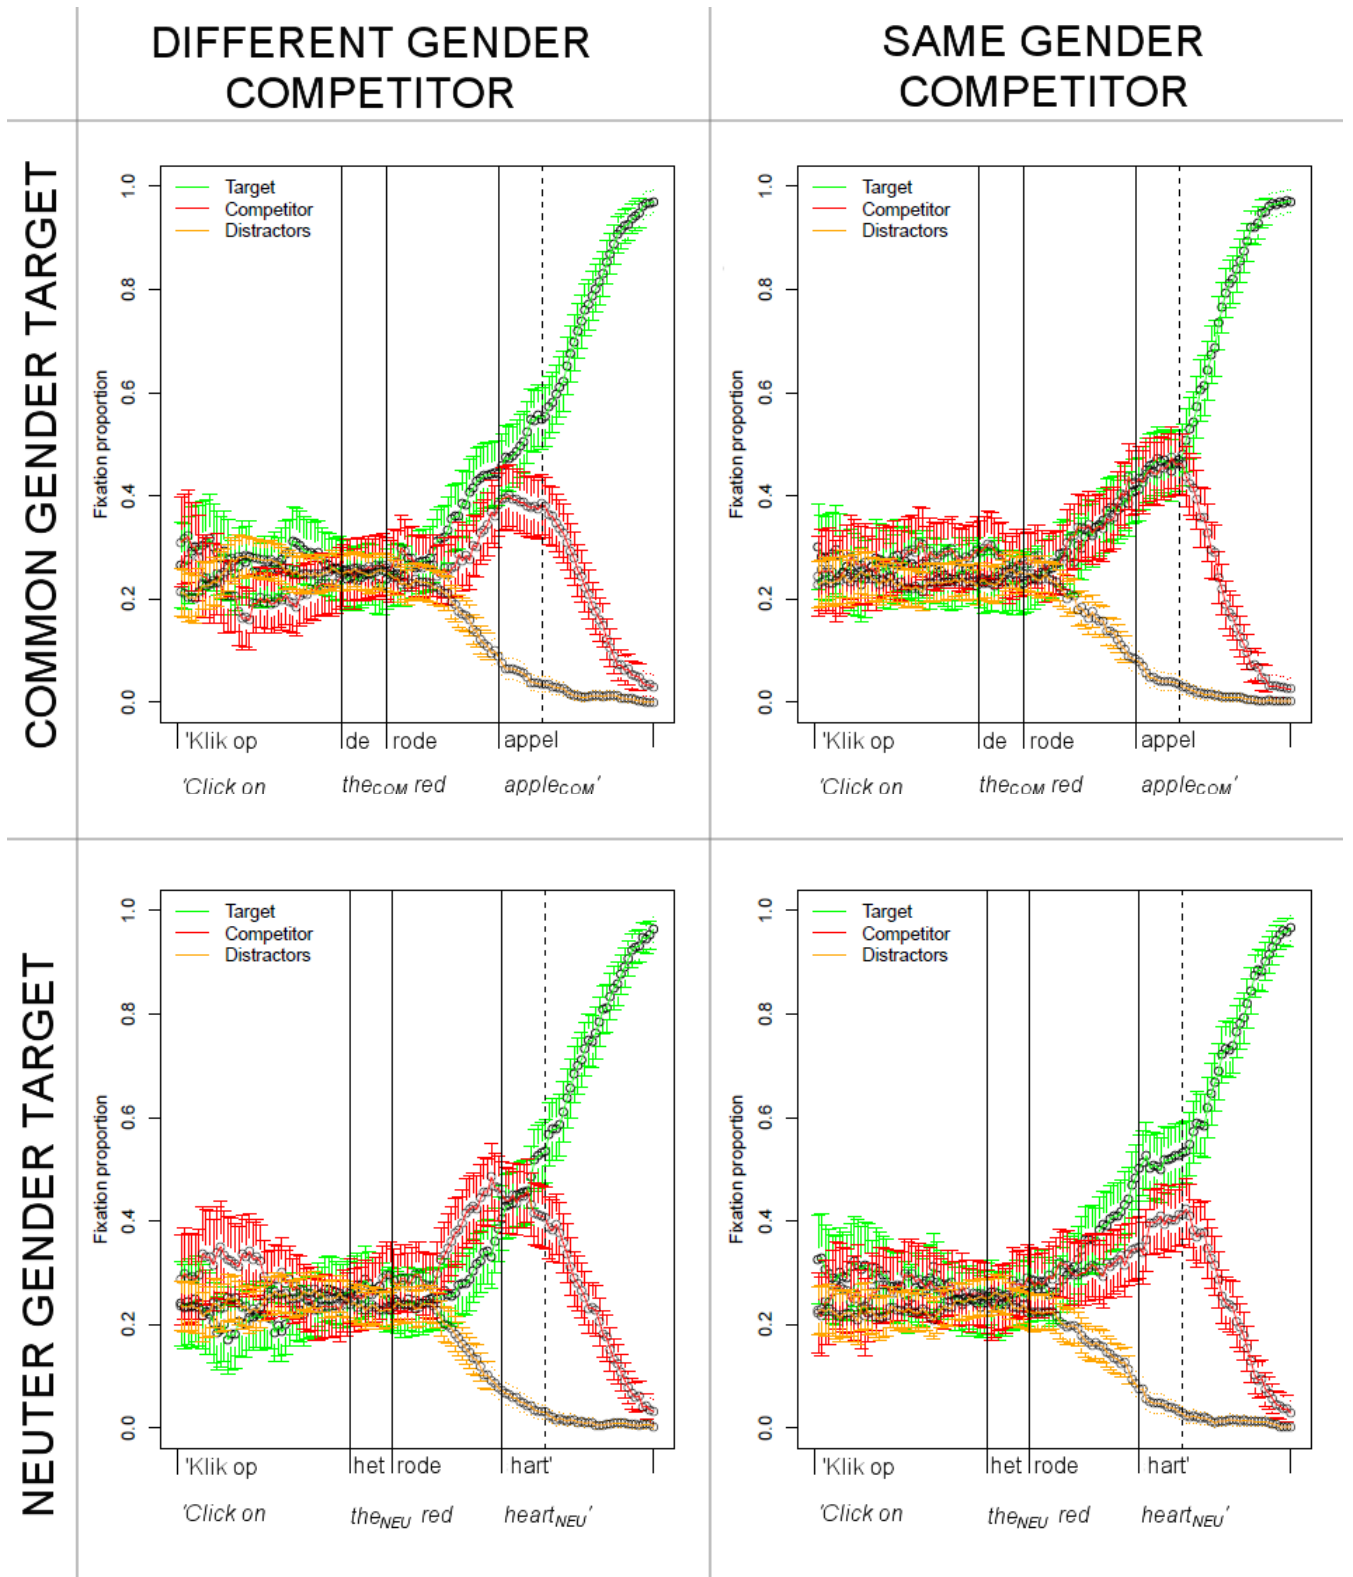 DIFFERENT GENDER
COMPETITOR
SAME GENDER
COMPETITOR
COMMON GENDER TARGET
Fixation proportion
1.0
0.8
0.6
0.4
0.2
0.0
Target
Competitor
Distractors
'Klik op de rode appel
'Click on theCOM red appleCOM'
Fixation proportion
1.0
0.8
0.6
0.4
0.2
0.0
Target
Competitor
Distractors
'Klik op de rode appel
'Click on theCOM red appleCOM'
NEUTER GENDER TARGET
Fixation proportion
1.0
0.8
0.6
0.4
0.2
0.0
Target
Competitor
Distractors
'Klik op het rode hart'
'Click on theNEU red heartNEU'
Fixation proportion
1.0
0.8
0.6
0.4
0.2
0.0
Target
Competitor
Distractors
'Klik op het rode hart'
'Click on theNEU red heartNEU'